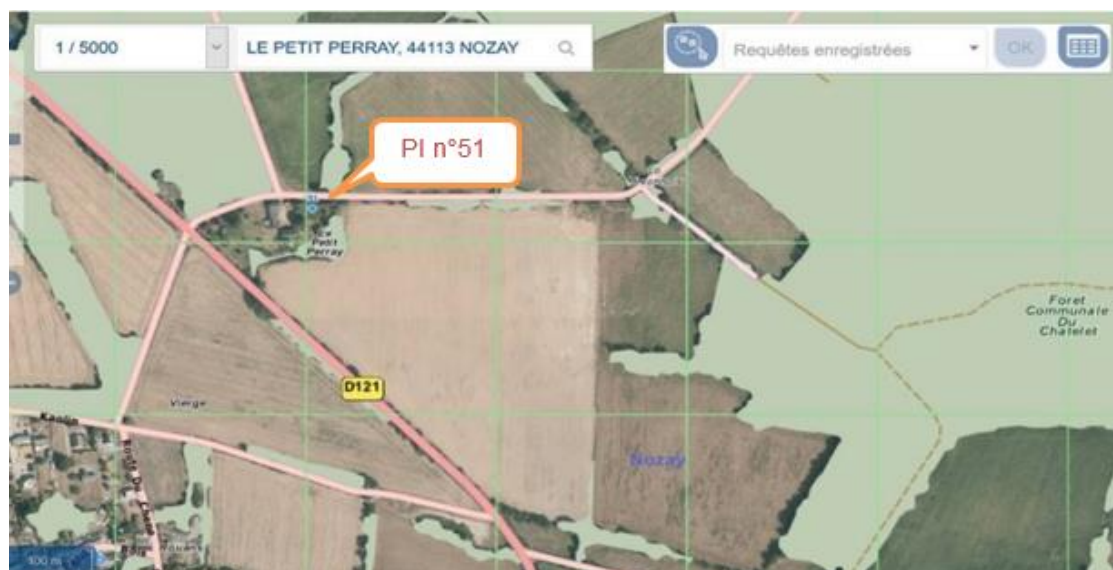 1 / 5000
LE PETIT PERRAY, 44113 NOZAY
Requêtes enregistrées
OK
PI n°51
51
Le
Petit
Perray
Foret
Communale
Du
Chatelet
D121
Vierge
Nozay
100 m